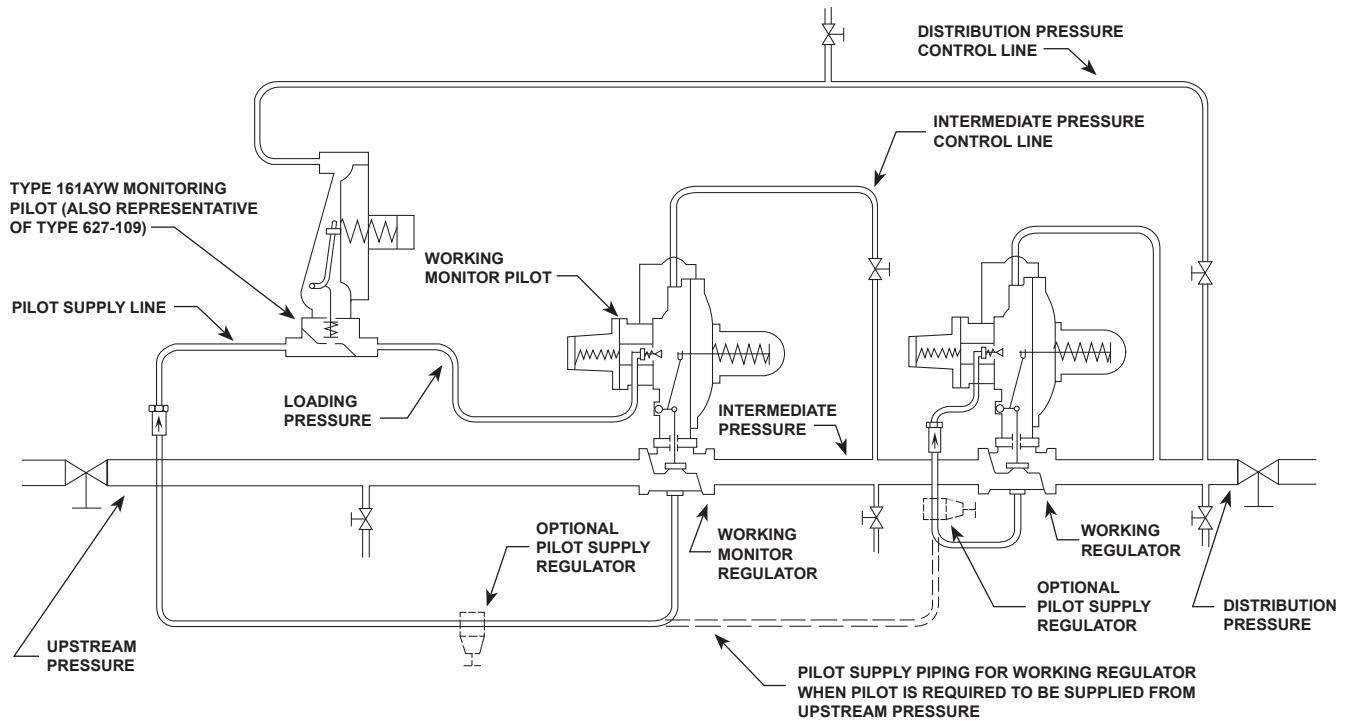 DISTRIBUTION PRESSURE
CONTROL LINE
INTERMEDIATE PRESSURE
CONTROL LINE
TYPE 161AYW MONITORING
PILOT (ALSO REPRESENTATIVE
OF TYPE 627-109)
WORKING
MONITOR PILOT
PILOT SUPPLY LINE
LOADING
PRESSURE
INTERMEDIATE
PRESSURE
OPTIONAL
PILOT SUPPLY
REGULATOR
WORKING
MONITOR
REGULATOR
WORKING
REGULATOR
OPTIONAL
PILOT SUPPLY
REGULATOR
DISTRIBUTION
PRESSURE
UPSTREAM
PRESSURE
PILOT SUPPLY PIPING FOR WORKING REGULATOR
WHEN PILOT IS REQUIRED TO BE SUPPLIED FROM
UPSTREAM PRESSURE